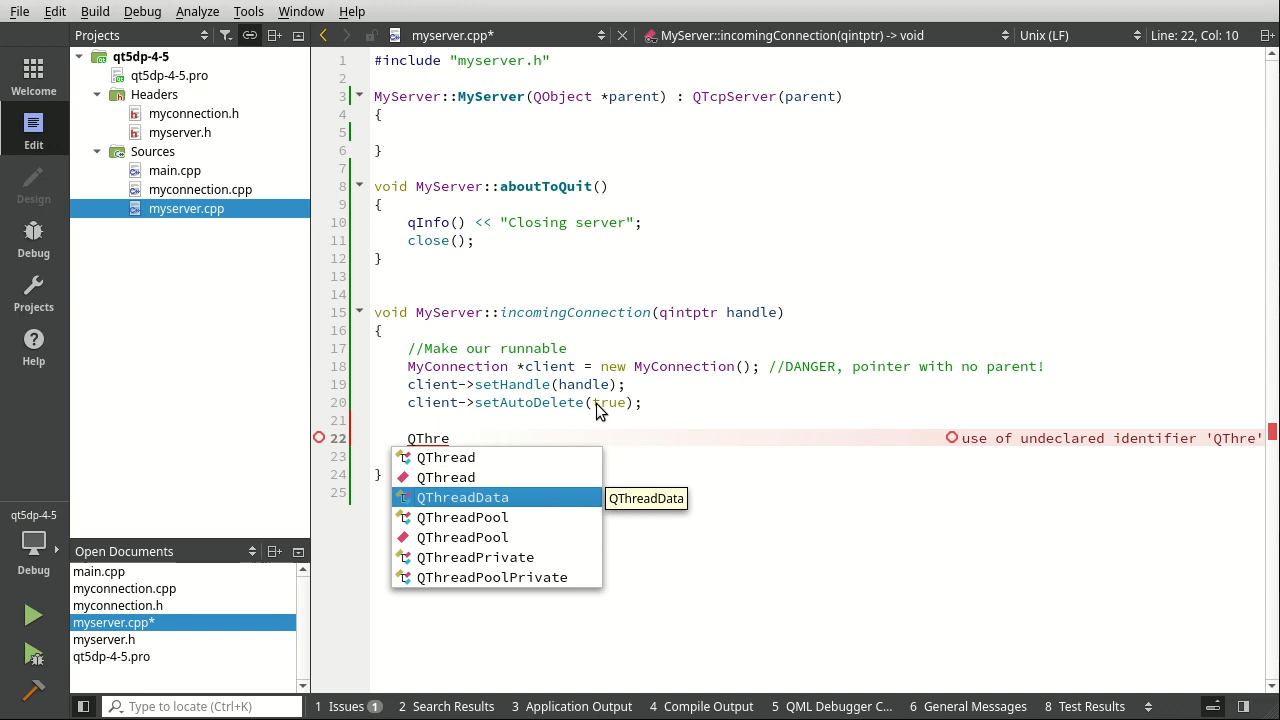 File Edit Build Debug Analyze Tools Window Help
Projects
myserver.cpp*
MyServer::incomingConnection(qintptr) -> void
Unix (LF)
Line: 22, Col: 10
Welcome
Edit
Design
Debug
Projects
Help
qt5dp-4-5
Debug
qt5dp-4-5
qt5dp-4-5.pro
Headers
myconnection.h
myserver.h
Sources
main.cpp
myconnection.cpp
myserver.cpp
Open Documents
main.cpp
myconnection.cpp
myconnection.h
myserver.cpp*
myserver.h
qt5dp-4-5.pro
1 #include "myserver.h"
2
3 MyServer::MyServer(QObject *parent) : QTcpServer(parent)
4 {
5
6 }
7
8 void MyServer::aboutToQuit()
9 {
10 qInfo() << "Closing server";
11 close();
12 }
13
14
15 void MyServer::incomingConnection(qintptr handle)
16 {
17 //Make our runnable
18 MyConnection *client = new MyConnection(); //DANGER, pointer with no parent!
19 client->setHandle(handle);
20 client->setAutoDelete(true);
21
22 QThre use of undeclared identifier 'QThre'
23
24 }
25
QThread
QThread
QThreadData
QThreadData
QThreadPool
QThreadPool
QThreadPrivate
QThreadPoolPrivate
Type to locate (Ctrl+K)
1 Issues 1
2 Search Results
3 Application Output
4 Compile Output
5 QML Debugger C...
6 General Messages
8 Test Results